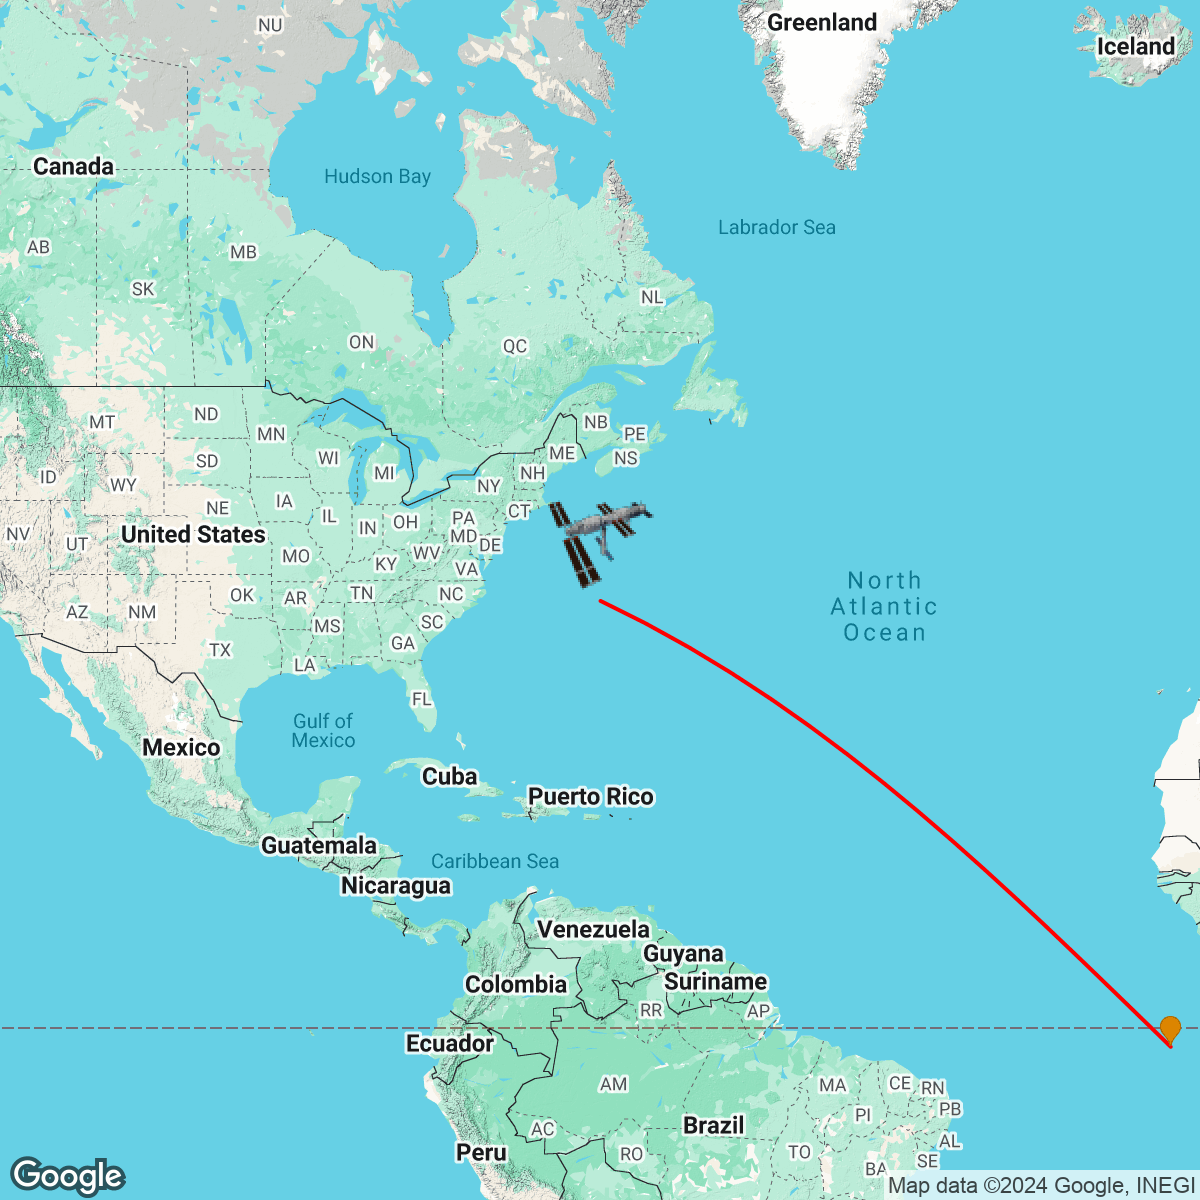 NU
Greenland
Iceland
Canada
Hudson Bay
Labrador Sea
AB
MB
SK
NL
ON
QC
MT
ND
MN
NB
PE
ME
NS
WI
MI
NH
SD
ID
WY
NY
NE
IA
IL
IN
OH
PA
CT
NV
UT
United States
MD
DE
MO
KY
WV
VA
North
Atlantic
Ocean
AZ
NM
OK
AR
TN
NC
MS
SC
GA
TX
LA
FL
Gulf of
Mexico
Mexico
Cuba
Puerto Rico
Guatemala
Caribbean Sea
Nicaragua
Venezuela
Guyana
Colombia
Suriname
RR
AP
Ecuador
AM
MA
CE
RN
PI
PB
AC
Brazil
AL
Peru
RO
TO
SE
BA
Google
Map data ©2024 Google, INEGI